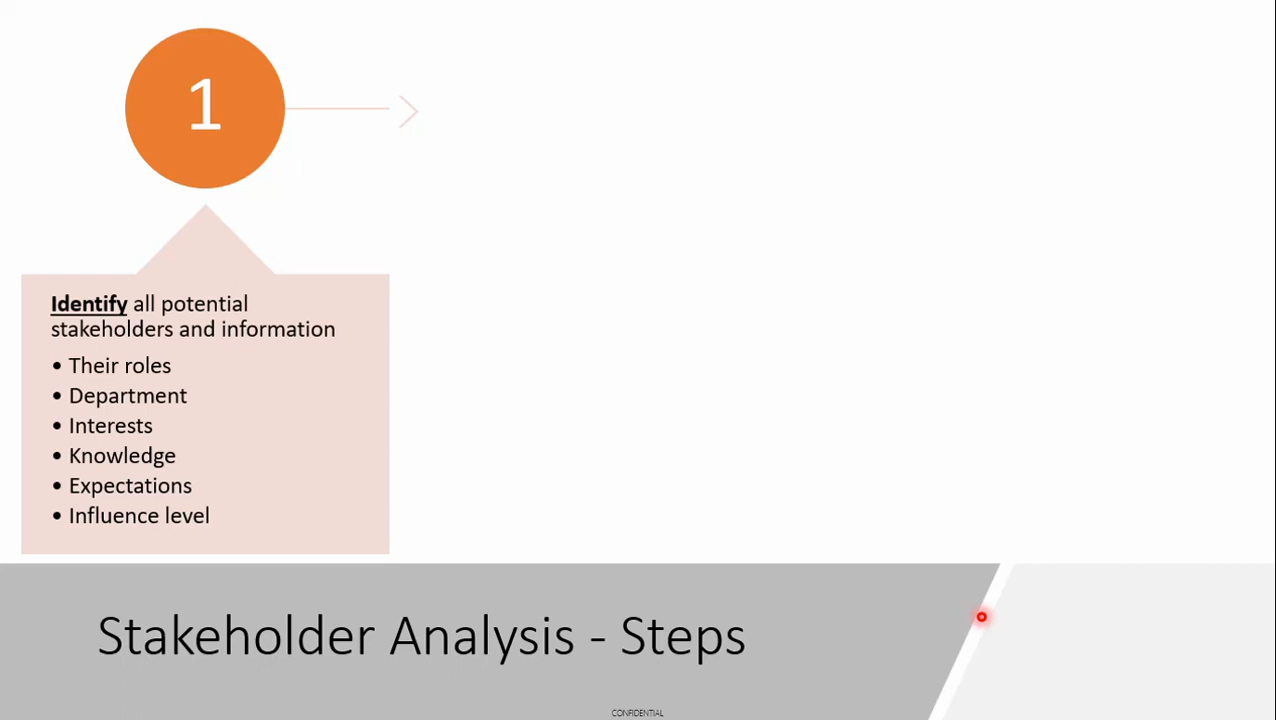 1
Identify all potential
stakeholders and information
• Their roles
• Department
• Interests
• Knowledge
• Expectations
• Influence level
Stakeholder Analysis - Steps
CONFIDENTIAL